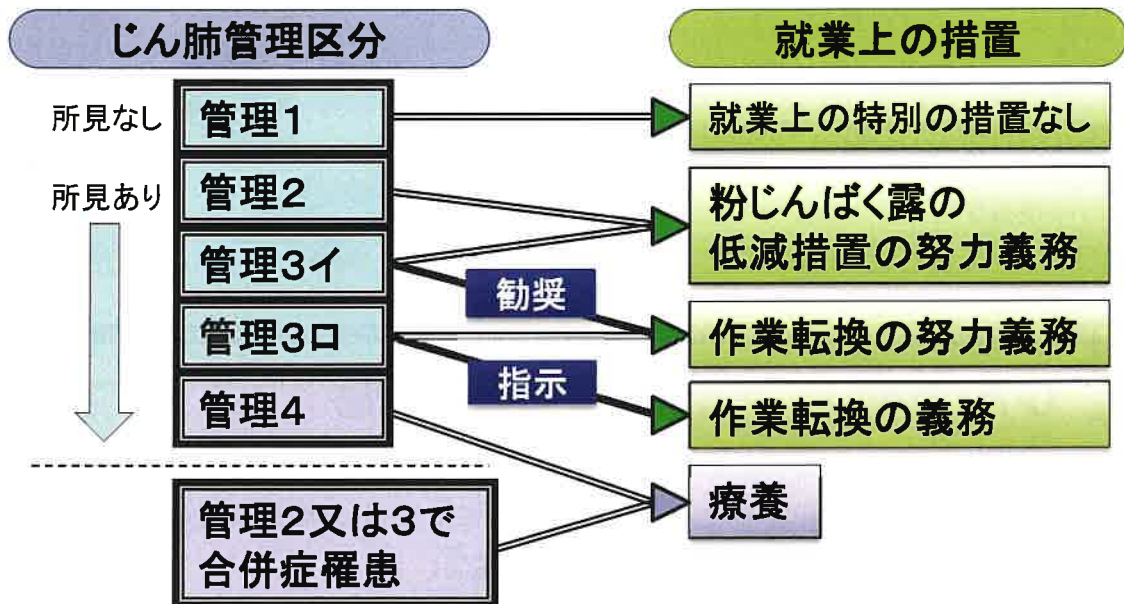 じん肺管理区分
就業上の措置
所見なし
管理1
就業上の特別の措置なし
所見あり
管理2
粉じんばく露の
低減措置の努力義務
管理3イ
勧奨
管理3ロ
作業転換の努力義務
指示
管理4
作業転換の義務
管理2又は3で
合併症罹患
療養